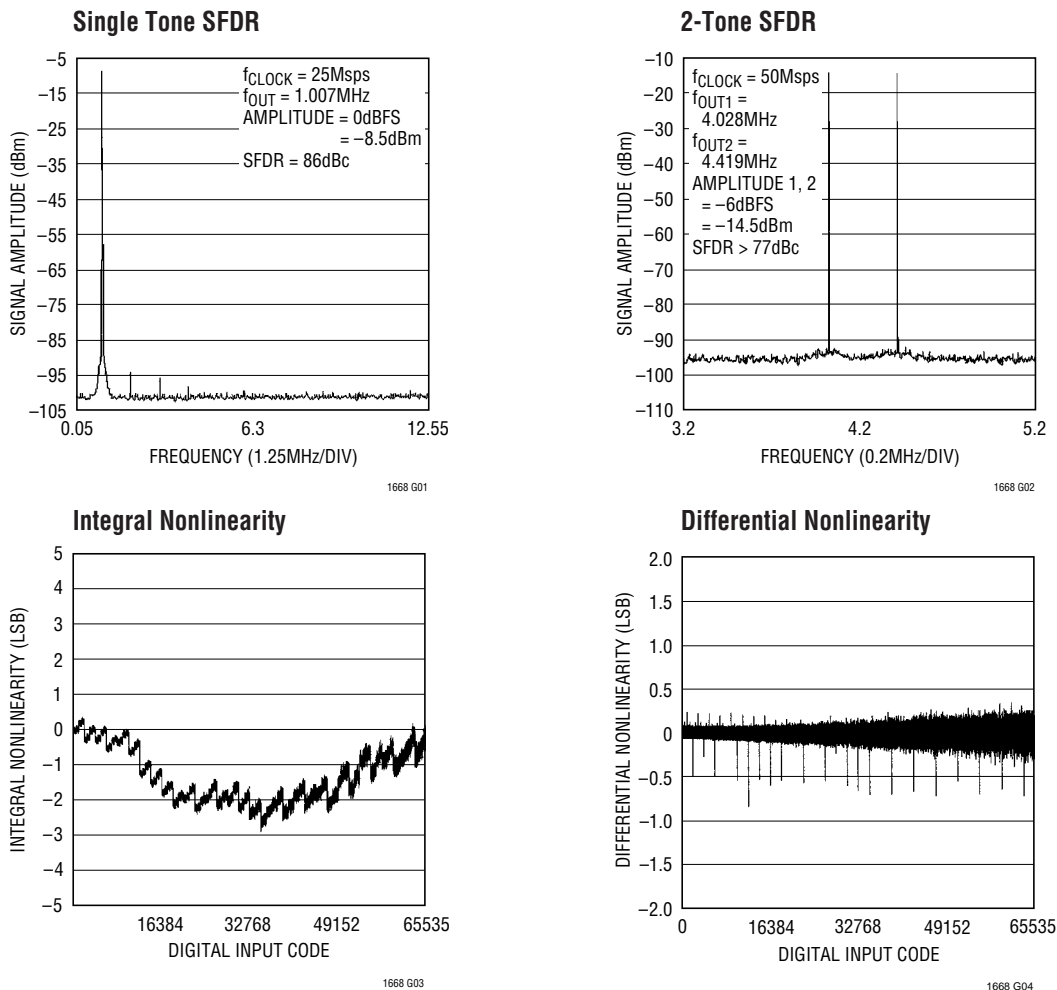 Single Tone SFDR
SIGNAL AMPLITUDE (dBm)
–5
–15
–25
–35
–45
–55
–65
–75
–85
–95
–105
fCLOCK = 25Msps
fOUT = 1.007MHz
AMPLITUDE = 0dBFS
= –8.5dBm
SFDR = 86dBc
0.05
6.3
12.55
FREQUENCY (1.25MHz/DIV)
1668 G01
2-Tone SFDR
SIGNAL AMPLITUDE (dBm)
–10
–20
–30
–40
–50
–60
–70
–80
–90
–100
–110
fCLOCK = 50Msps
fOUT1 =
4.028MHz
fOUT2 =
4.419MHz
AMPLITUDE 1, 2
= –6dBFS
= –14.5dBm
SFDR > 77dBc
3.2
4.2
5.2
FREQUENCY (0.2MHz/DIV)
1668 G02
Integral Nonlinearity
INTEGRAL NONLINEARITY (LSB)
5
4
3
2
1
0
–1
–2
–3
–4
–5
16384
32768
49152
65535
DIGITAL INPUT CODE
1668 G03
Differential Nonlinearity
DIFFERENTIAL NONLINEARITY (LSB)
2.0
1.5
1.0
0.5
0
–0.5
–1.0
–1.5
–2.0
0
16384
32768
49152
65535
DIGITAL INPUT CODE
1668 G04